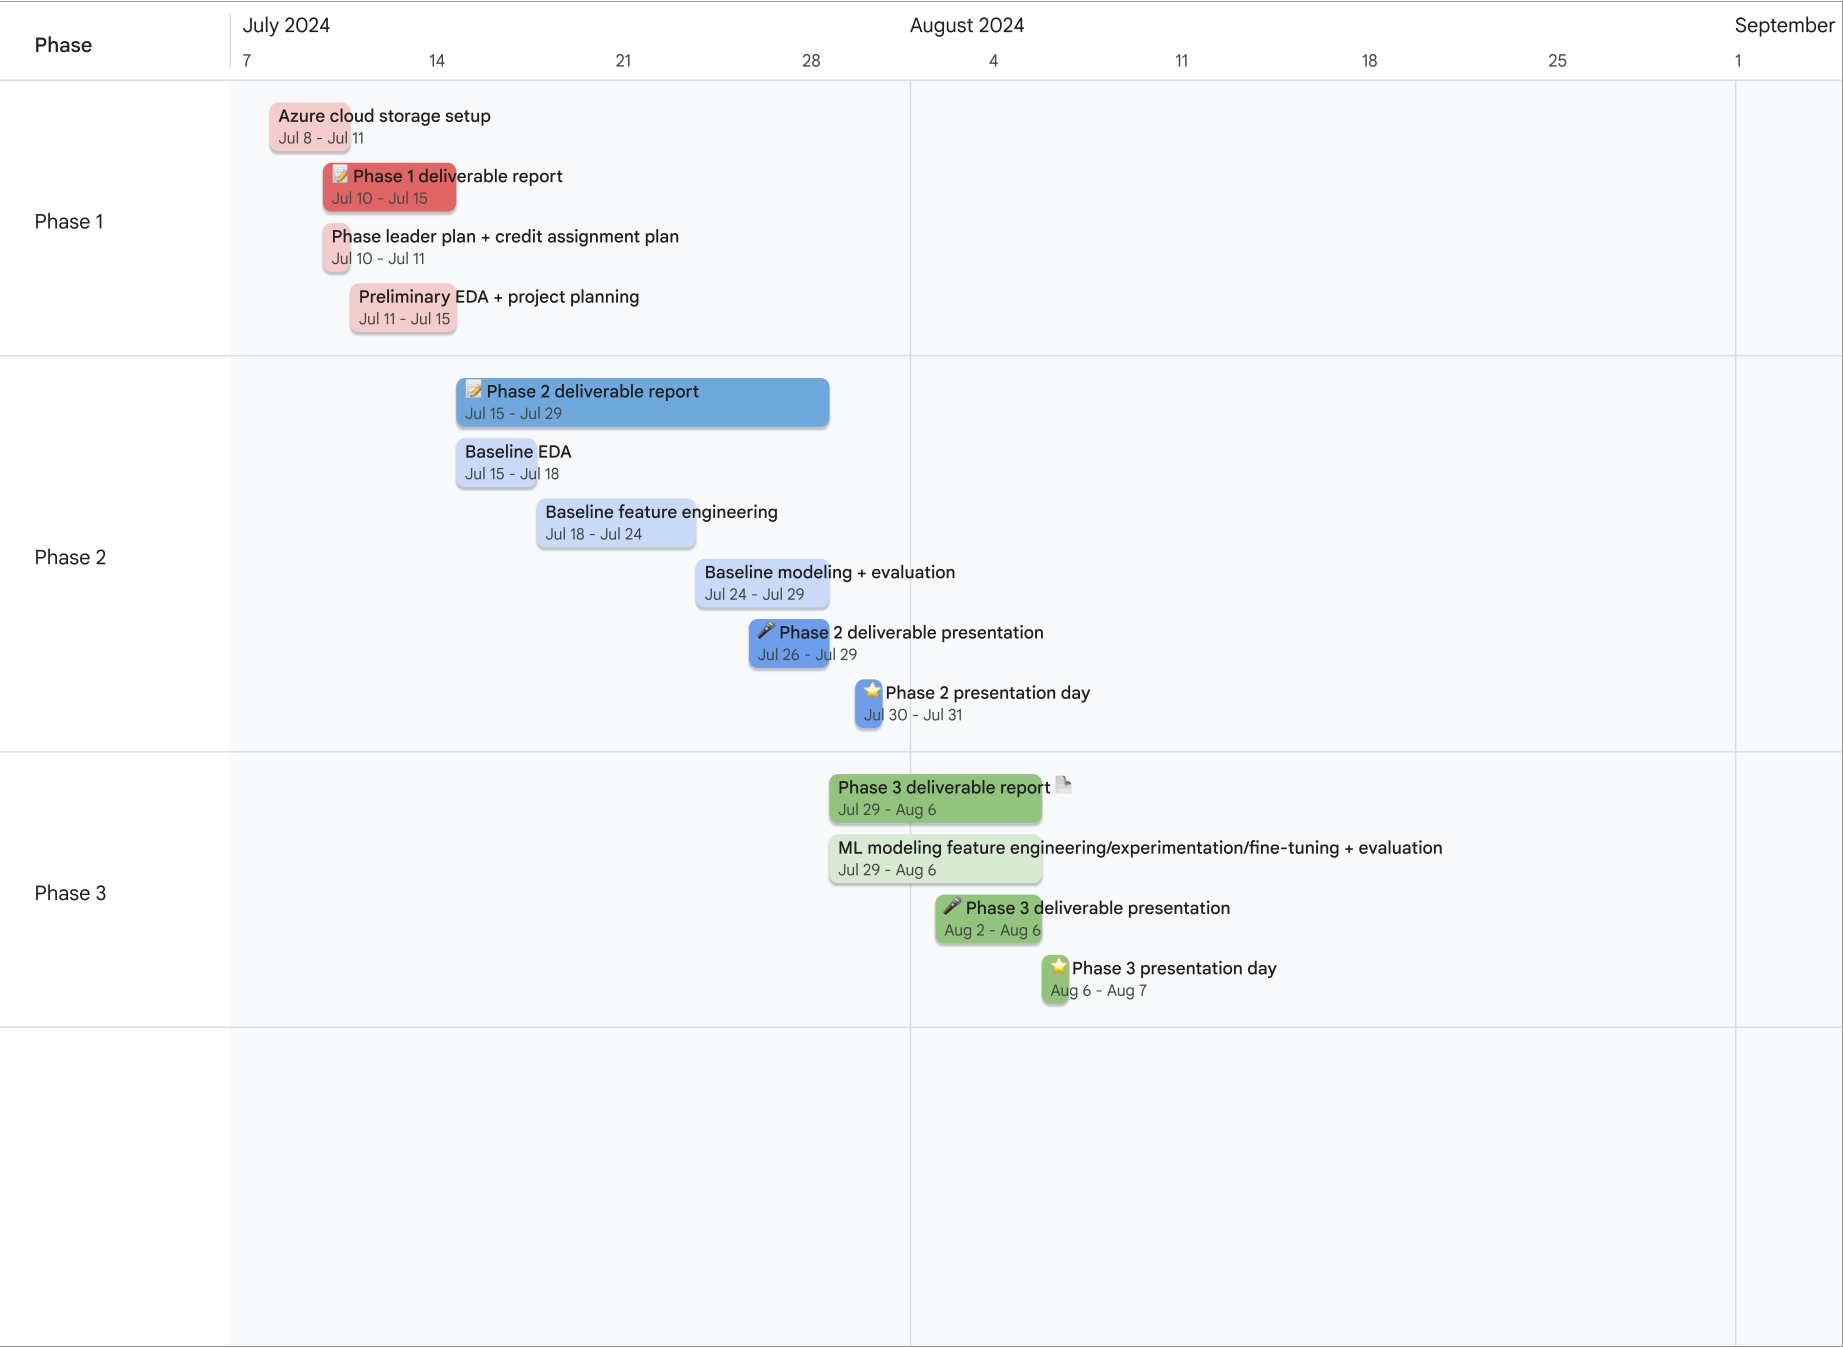 Phase
July 2024
August 2024
September
7
14
21
28
4
11
18
25
1
Phase 1
Azure cloud storage setup
Jul 8 - Jul 11
📝 Phase 1 deliverable report
Jul 10 - Jul 15
Phase leader plan + credit assignment plan
Jul 10 - Jul 11
Preliminary EDA + project planning
Jul 11 - Jul 15
Phase 2
📝 Phase 2 deliverable report
Jul 15 - Jul 29
Baseline EDA
Jul 15 - Jul 18
Baseline feature engineering
Jul 18 - Jul 24
Baseline modeling + evaluation
Jul 24 - Jul 29
🎤 Phase 2 deliverable presentation
Jul 26 - Jul 29
⭐ Phase 2 presentation day
Jul 30 - Jul 31
Phase 3
Phase 3 deliverable report
Jul 29 - Aug 6
ML modeling feature engineering/experimentation/fine-tuning + evaluation
Jul 29 - Aug 6
🎤 Phase 3 deliverable presentation
Aug 2 - Aug 6
⭐ Phase 3 presentation day
Aug 6 - Aug 7